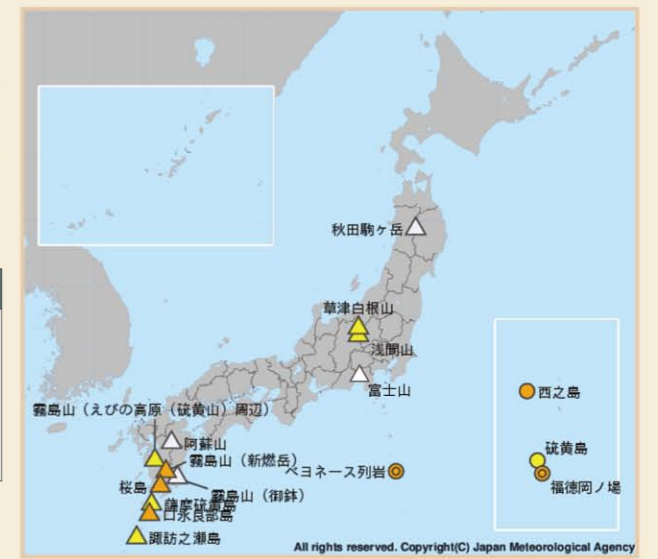 秋田駒ヶ岳
草津白根山
浅間山
富士山
霧島山（えびの高原（硫黄山）周辺）
阿蘇山
霧島山（新燃岳）
ベヨネース列岩
西之島
硫黄島
福徳岡ノ場
桜島
霧島山（御鉢）
薩摩硫黄島
口永良部島
諏訪之瀬島
All rights reserved. Copyright(C) Japan Meteorological Agency